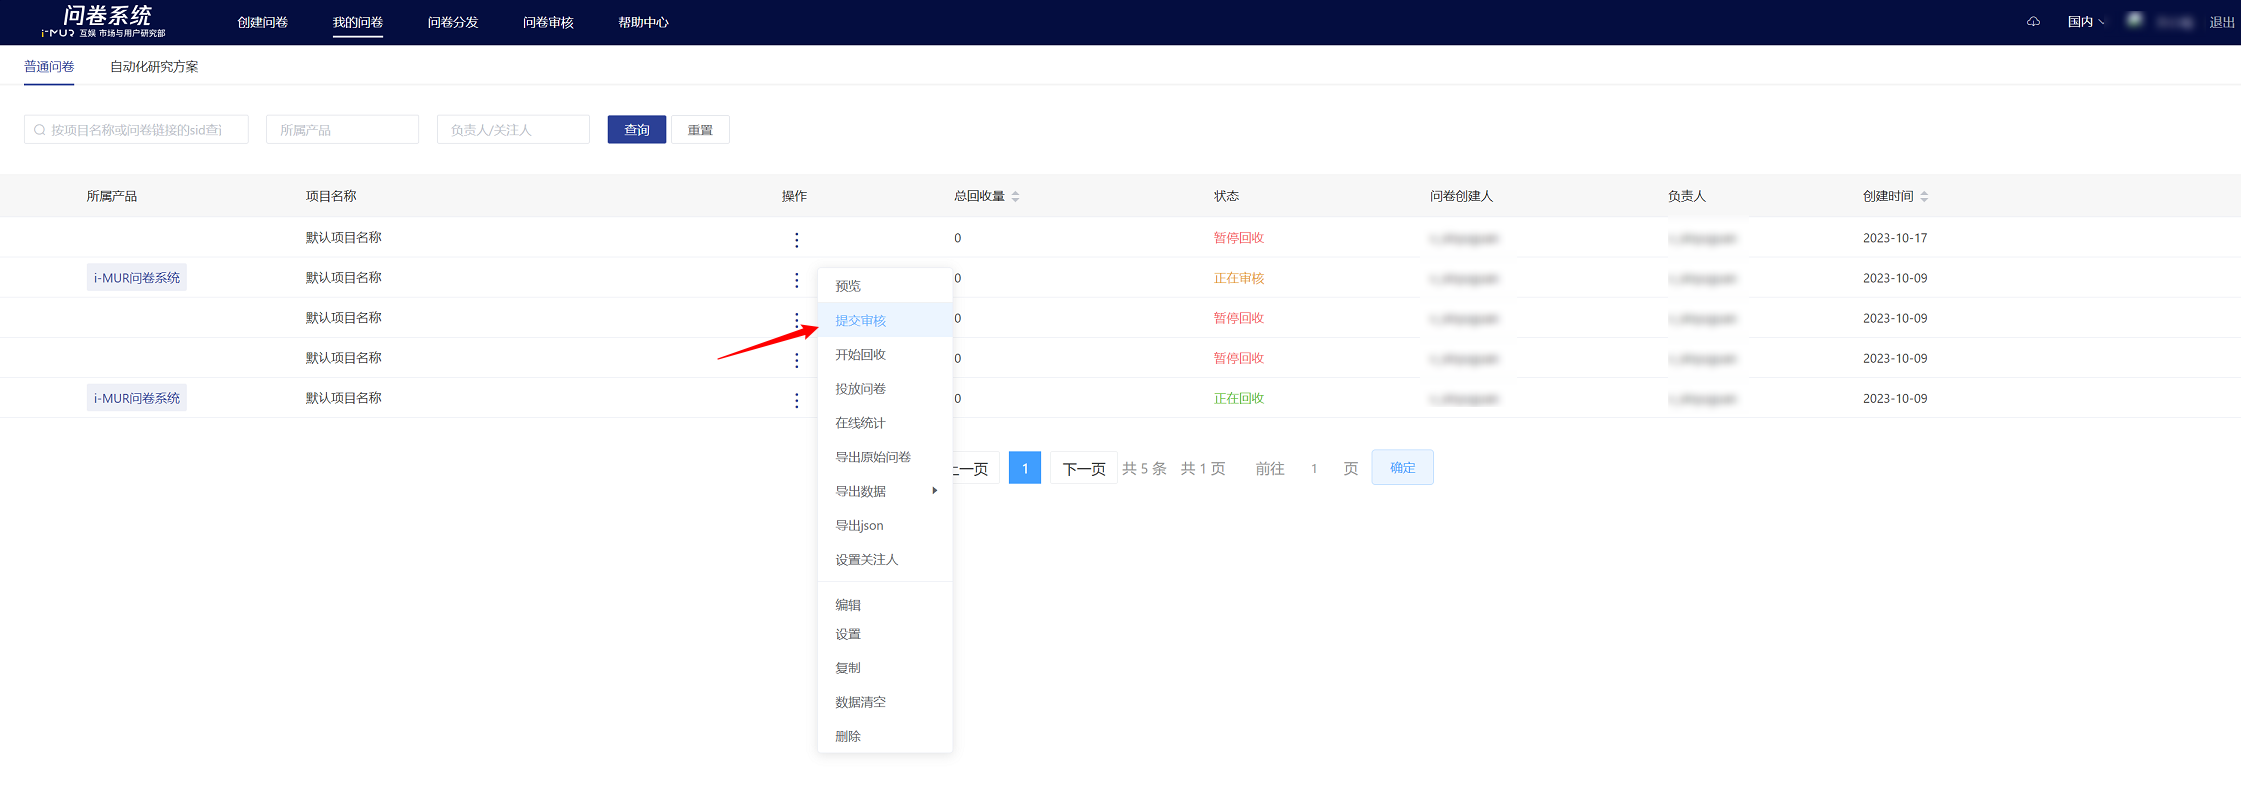 问卷系统
i-MUR 互娱 市场与用户研究部
创建问卷 我的问卷 问卷分发 问卷审核 帮助中心 国内 退出
普通问卷 自动化研究方案
按项目名称或问卷链接的sid查 所属产品 负责人/关注人 查询 重置
所属产品 项目名称 操作 总回收量 状态 问卷创建人 负责人 创建时间
默认项目名称 0 暂停回收 2023-10-17
i-MUR问卷系统 默认项目名称 0 正在审核 2023-10-09
默认项目名称 0 暂停回收 2023-10-09
默认项目名称 0 暂停回收 2023-10-09
i-MUR问卷系统 默认项目名称 0 正在回收 2023-10-09
预览
提交审核
开始回收
投放问卷
在线统计
导出原始问卷
导出数据
导出json
设置关注人
编辑
设置
复制
数据清空
删除
上一页 1 下一页 共 5 条 共 1 页 前往 1 页 确定